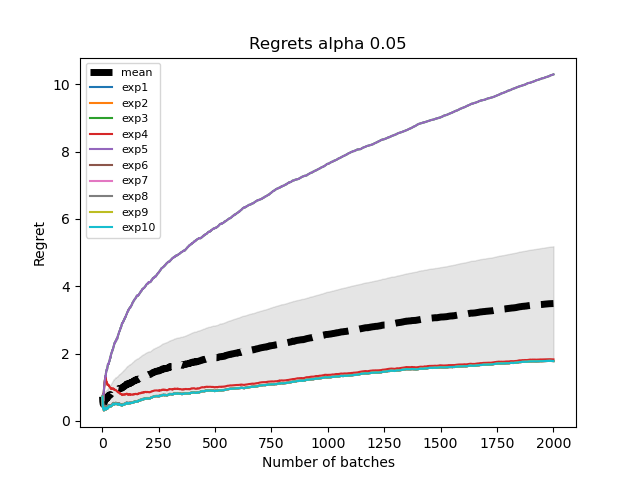 Regrets alpha 0.05
Regret
10
8
6
4
2
0
mean
exp1
exp2
exp3
exp4
exp5
exp6
exp7
exp8
exp9
exp10
0 250 500 750 1000 1250 1500 1750 2000
Number of batches